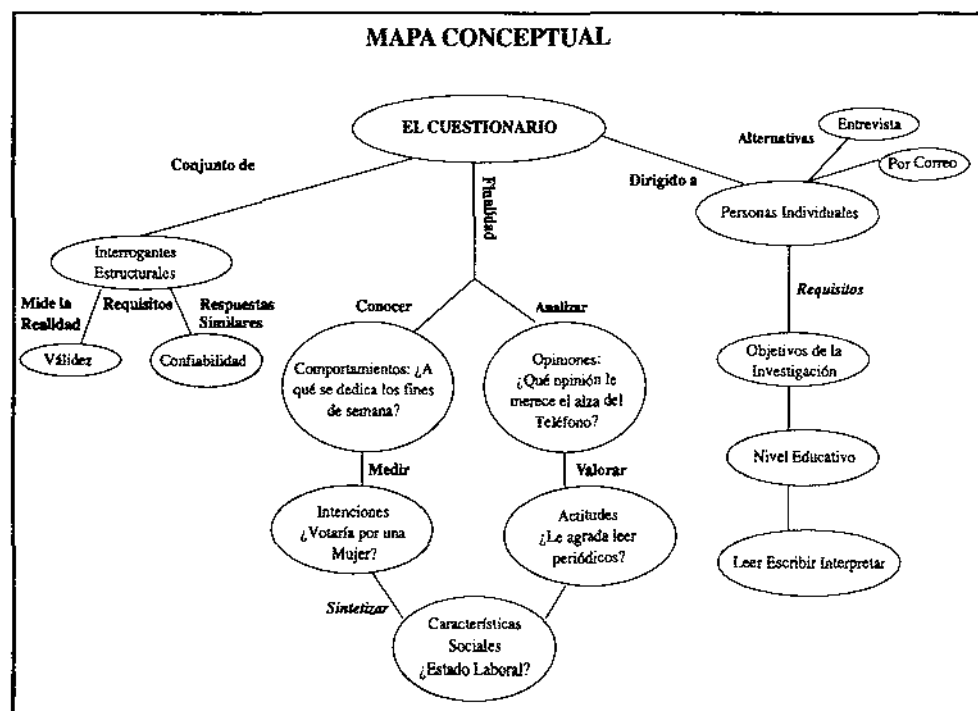 MAPA CONCEPTUAL
EL CUESTIONARIO
Alternativas
Entrevista
Por Correo
Conjunto de
Finalidad
Dirigido a
Personas Individuales
Interrogantes
Estructurales
Mide la
Realidad
Requisitos
Respuestas
Similares
Válidez
Confiabilidad
Conocer
Analizar
Requisitos
Comportamientos: ¿A
qué se dedica los fines
de semana?
Opiniones:
¿Qué opinión le
merece el alza del
Teléfono?
Objetivos de la
Investigación
Medir
Valorar
Nivel Educativo
Intenciones
¿Votaría por una
Mujer?
Actitudes
¿Le agrada leer
periódicos?
Leer Escribir Interpretar
Sintetizar
Características
Sociales
¿Estado Laboral?